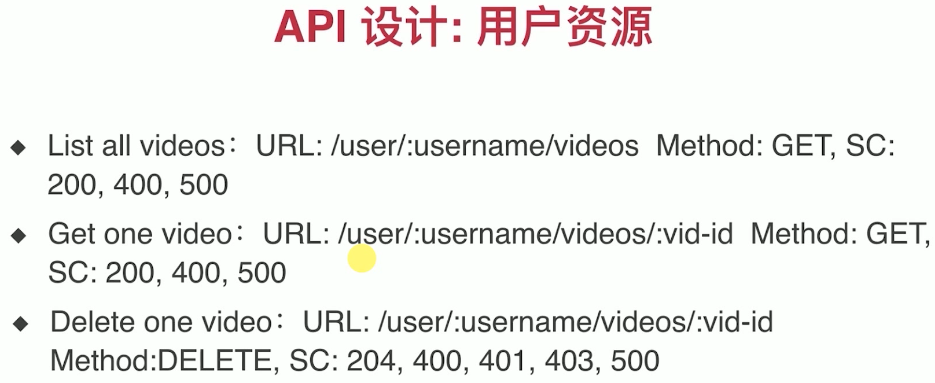 API 设计: 用户资源
◆ List all videos： URL: /user/:username/videos Method: GET, SC:
200, 400, 500
◆ Get one video： URL: /user/:username/videos/:vid-id Method: GET,
SC: 200, 400, 500
◆ Delete one video： URL: /user/:username/videos/:vid-id
Method:DELETE, SC: 204, 400, 401, 403, 500